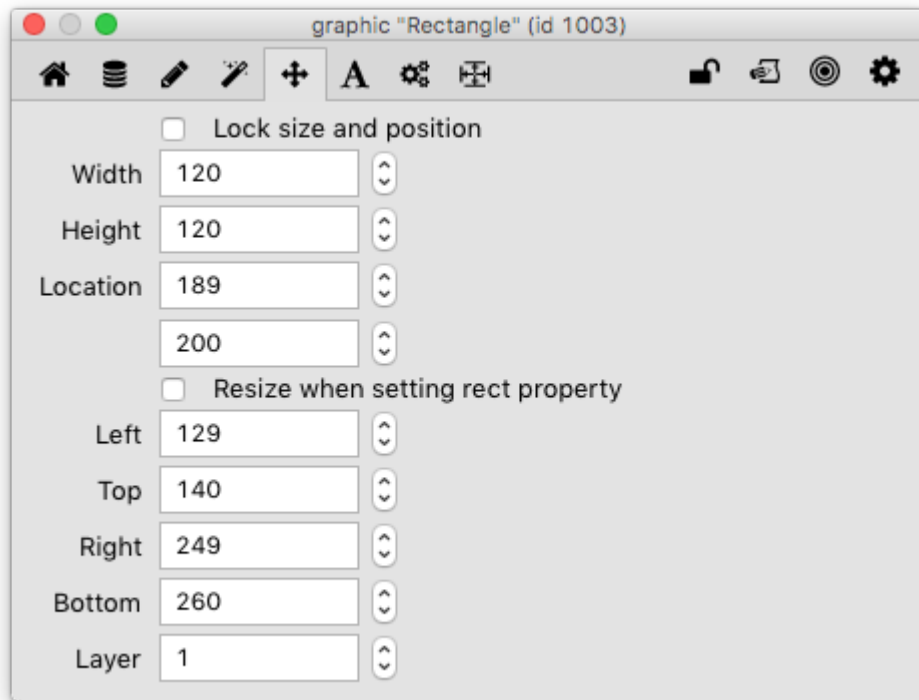 graphic "Rectangle" (id 1003)
A
Lock size and position
Width 120
Height 120
Location 189
200
Resize when setting rect property
Left 129
Top 140
Right 249
Bottom 260
Layer 1